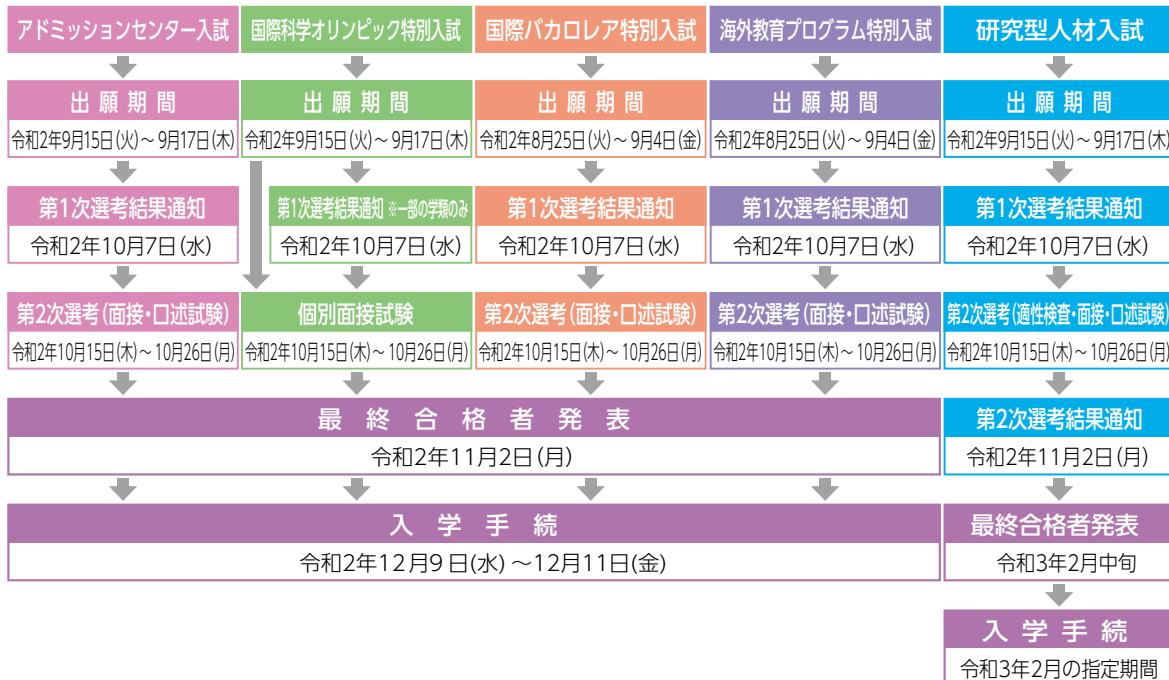 アドミッションセンター入試
国際科学オリンピック特別入試
国際バカロレア特別入試
海外教育プログラム特別入試
研究型人材入試
出願期間
出願期間
出願期間
出願期間
出願期間
令和2年9月15日(火)～9月17日(木)
令和2年9月15日(火)～9月17日(木)
令和2年8月25日(火)～9月4日(金)
令和2年8月25日(火)～9月4日(金)
令和2年9月15日(火)～9月17日(木)
第1次選考結果通知
第1次選考結果通知 ※一部の学類のみ
第1次選考結果通知
第1次選考結果通知
第1次選考結果通知
令和2年10月7日(水)
令和2年10月7日(水)
令和2年10月7日(水)
令和2年10月7日(水)
令和2年10月7日(水)
第2次選考(面接・口述試験)
個別面接試験
第2次選考(面接・口述試験)
第2次選考(面接・口述試験)
第2次選考(適性検査・面接・口述試験)
令和2年10月15日(木)～10月26日(月)
令和2年10月15日(木)～10月26日(月)
令和2年10月15日(木)～10月26日(月)
令和2年10月15日(木)～10月26日(月)
令和2年10月15日(木)～10月26日(月)
最終合格者発表
第2次選考結果通知
令和2年11月2日(月)
令和2年11月2日(月)
入学手続
最終合格者発表
令和2年12月9日(水)～12月11日(金)
令和3年2月中旬
入学手続
令和3年2月の指定期間